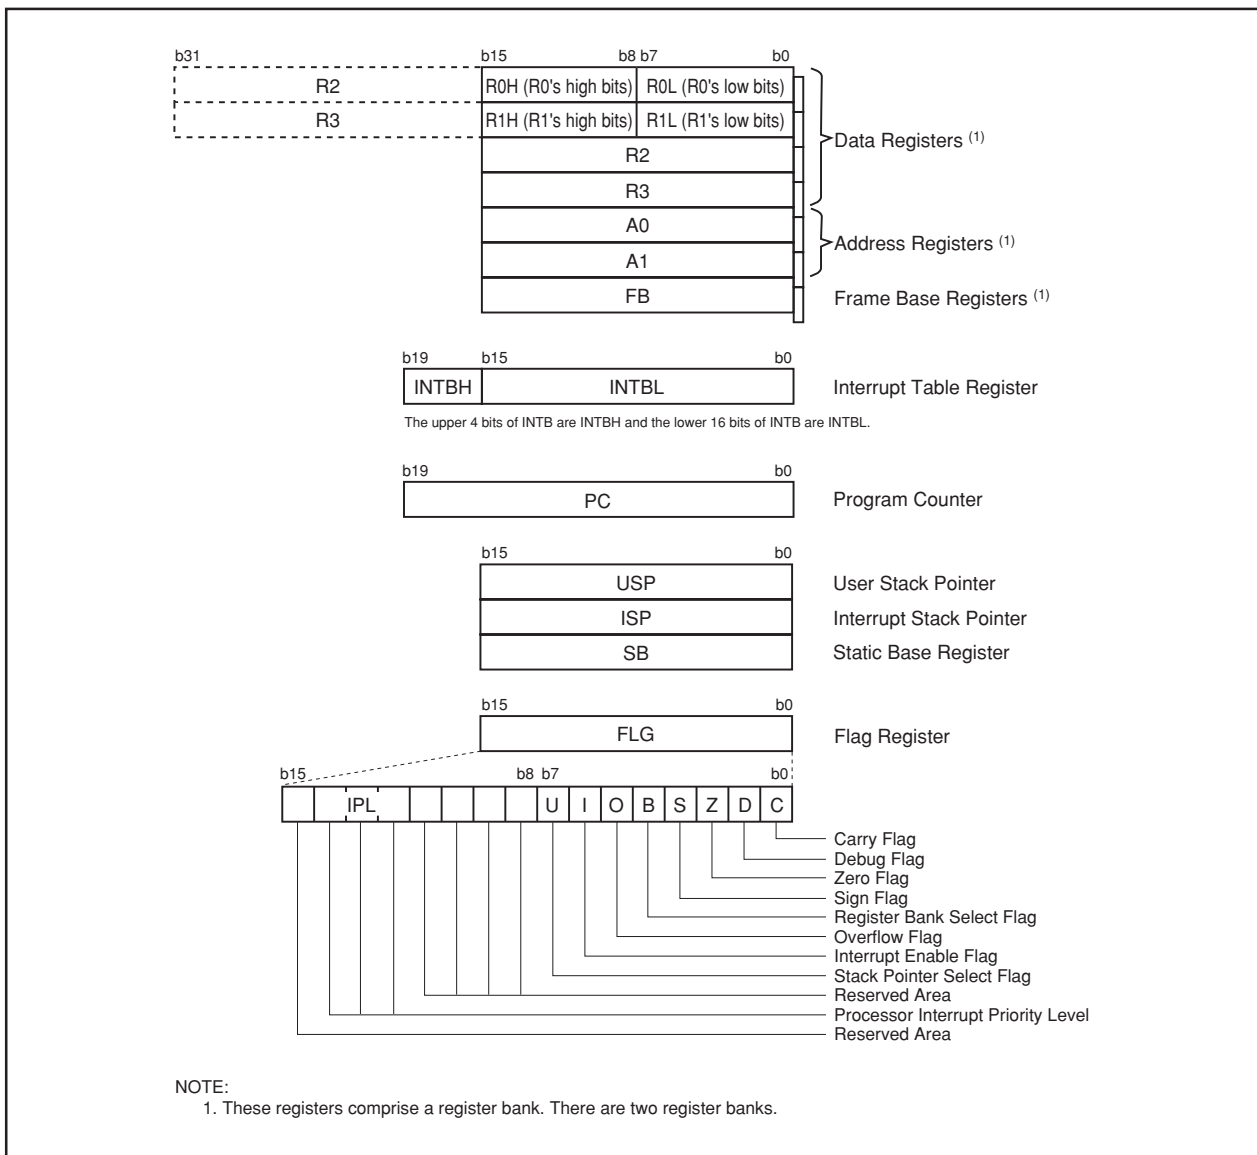 b31 b15 b8 b7 b0
R2 R0H (R0's high bits) R0L (R0's low bits)
R3 R1H (R1's high bits) R1L (R1's low bits)
Data Registers (1)
R2
R3
A0
Address Registers (1)
A1
FB Frame Base Registers (1)
b19 b15 b0
INTBH INTBL Interrupt Table Register
The upper 4 bits of INTB are INTBH and the lower 16 bits of INTB are INTBL.
b19 b0
PC Program Counter
b15 b0
USP User Stack Pointer
ISP Interrupt Stack Pointer
SB Static Base Register
b15 b0
FLG Flag Register
b15 b8 b7 b0
IPL U I O B S Z D C
Carry Flag
Debug Flag
Zero Flag
Sign Flag
Register Bank Select Flag
Overflow Flag
Interrupt Enable Flag
Stack Pointer Select Flag
Reserved Area
Processor Interrupt Priority Level
Reserved Area
NOTE:
1. These registers comprise a register bank. There are two register banks.